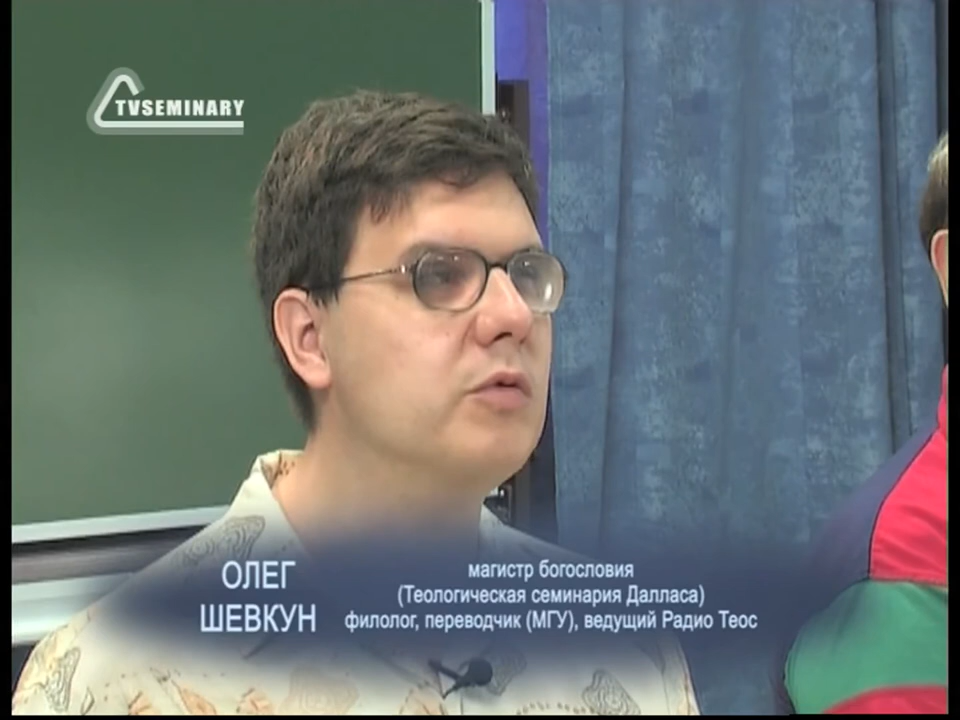 TVSEMINARY
ОЛЕГ
ШЕВКУН
магистр богословия
(Теологическая семинария Далласа)
филолог, переводчик (МГУ), ведущий Радио Теос